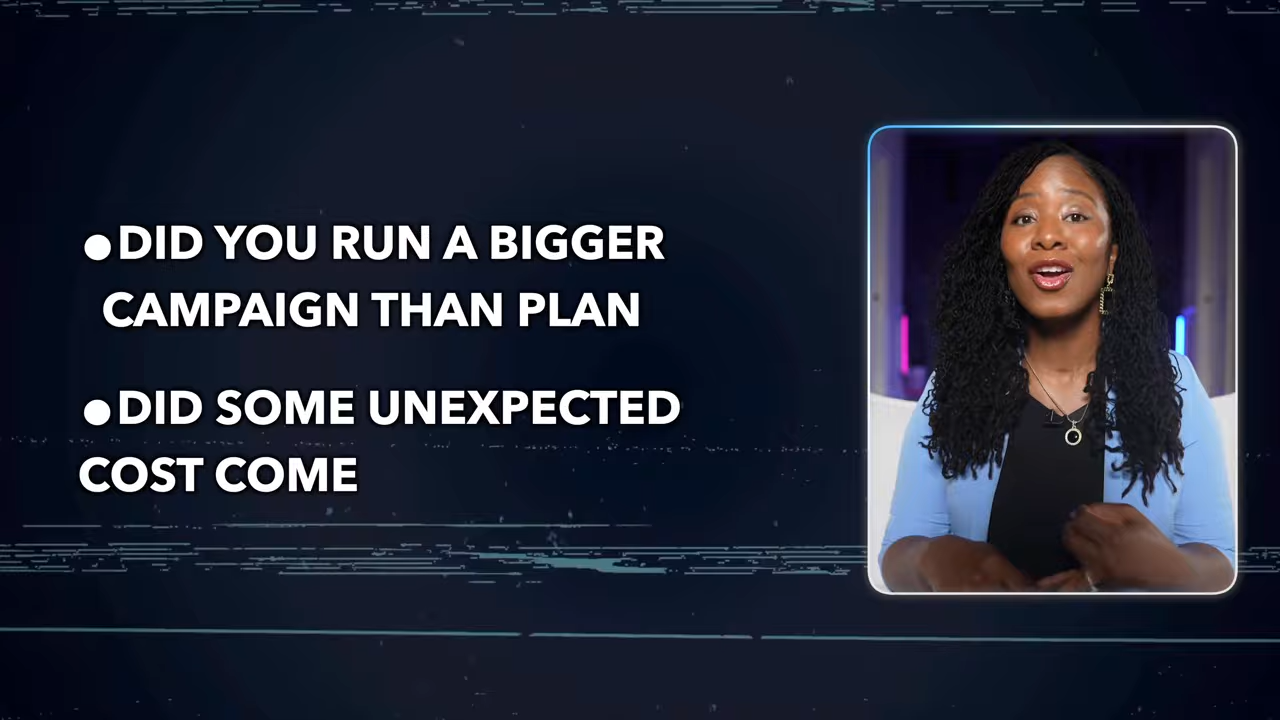 ●DID YOU RUN A BIGGER
CAMPAIGN THAN PLAN
●DID SOME UNEXPECTED
COST COME